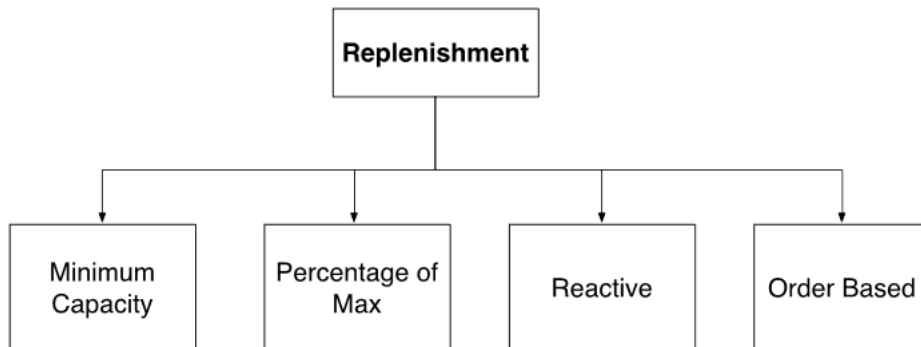 Replenishment
Minimum
Capacity
Percentage of
Max
Reactive
Order Based